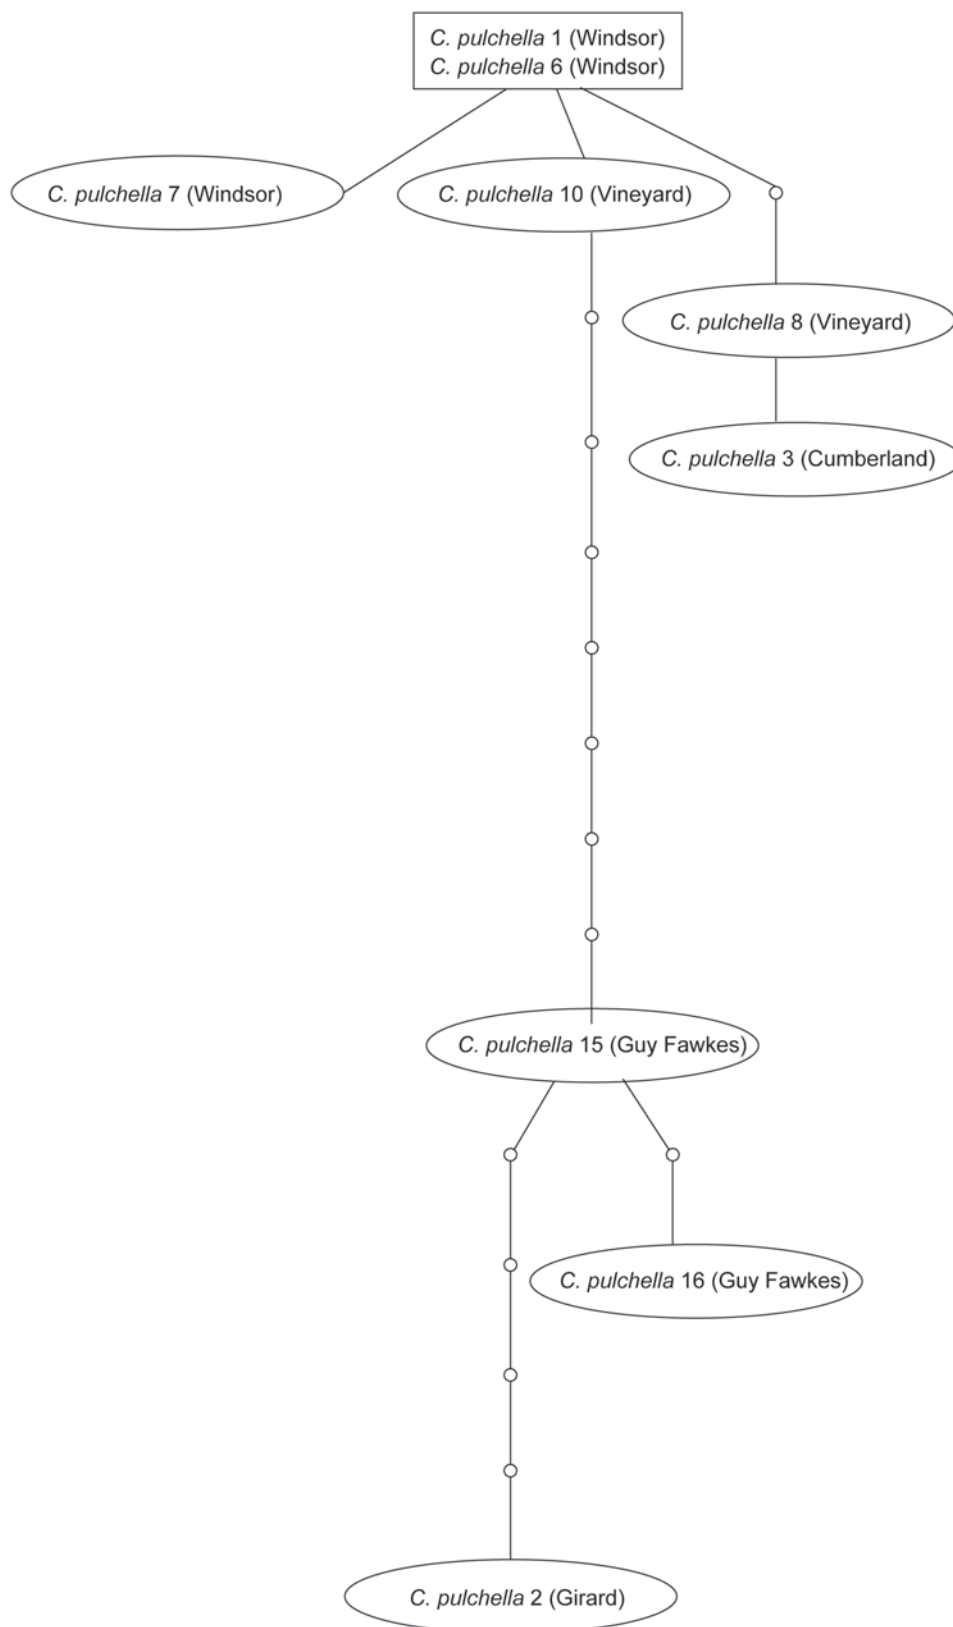 C. pulchella 1 (Windsor)
C. pulchella 6 (Windsor)
C. pulchella 7 (Windsor)
C. pulchella 10 (Vineyard)
C. pulchella 8 (Vineyard)
C. pulchella 3 (Cumberland)
C. pulchella 15 (Guy Fawkes)
C. pulchella 16 (Guy Fawkes)
C. pulchella 2 (Girard)